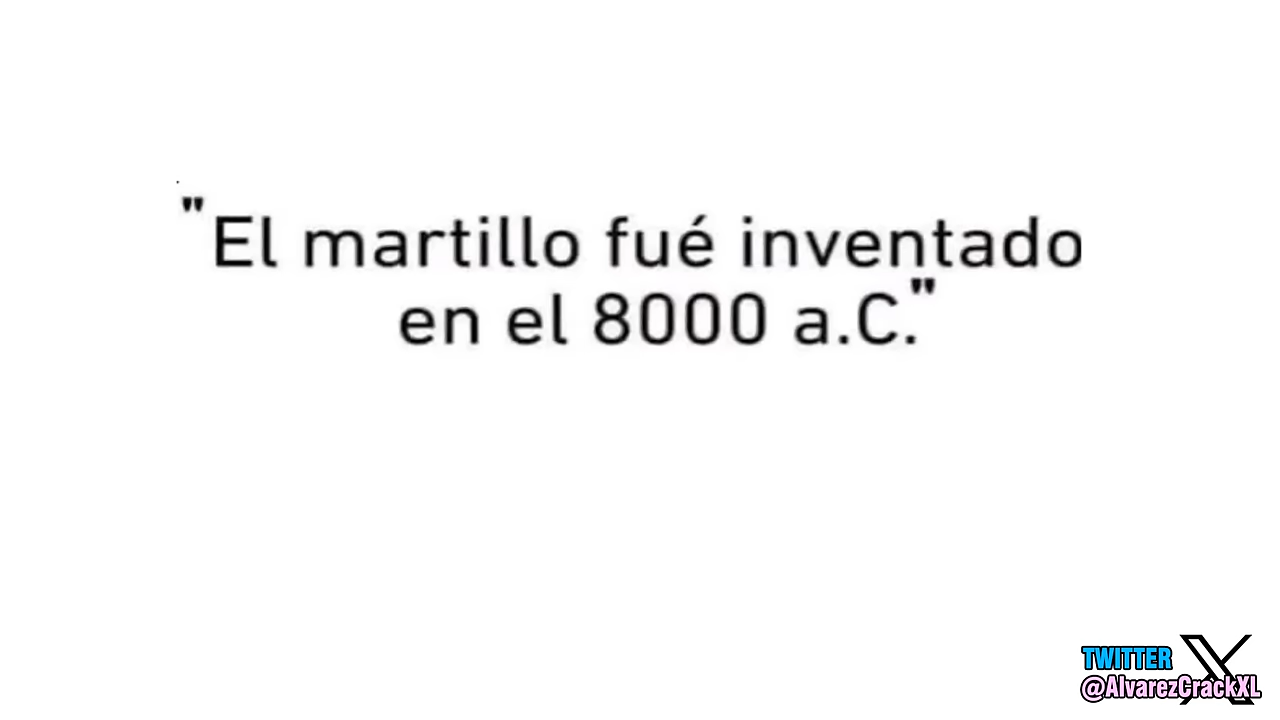 "El martillo fué inventado
en el 8000 a.C."
TWITTER
@AlvarezCrackXL